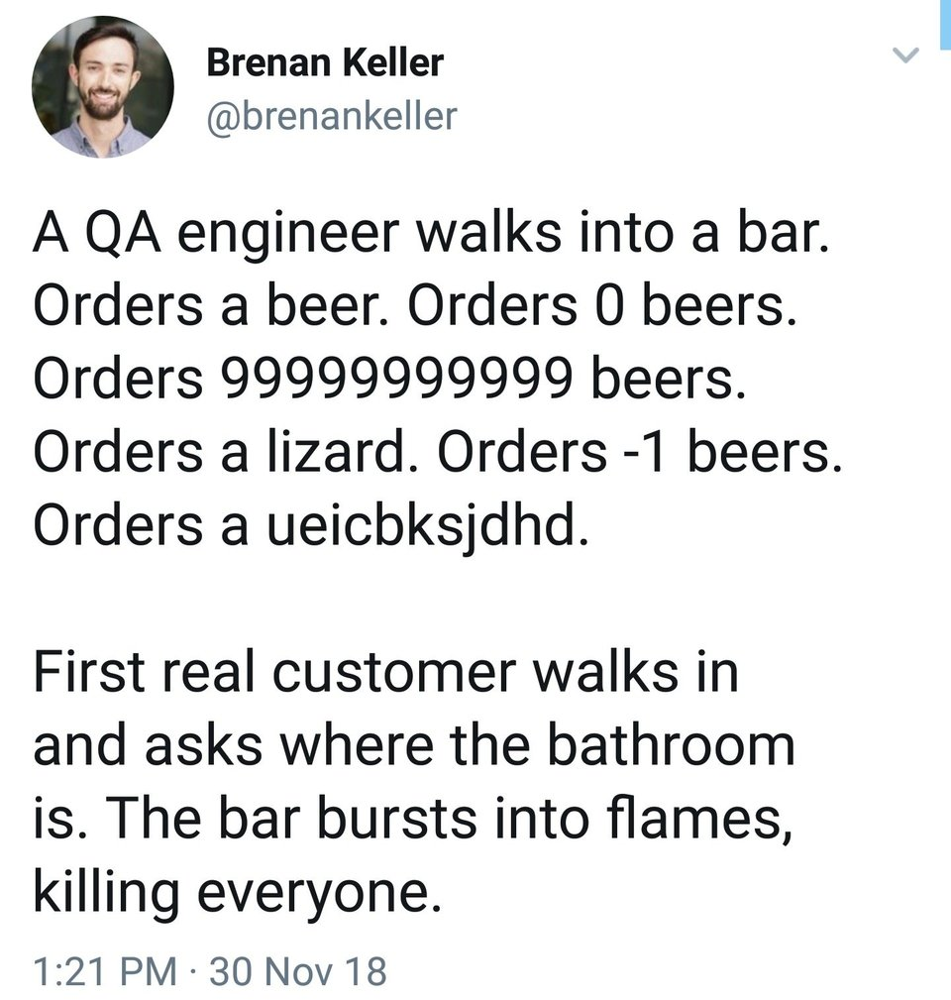 Brenan Keller
@brenankeller
A QA engineer walks into a bar.
Orders a beer. Orders 0 beers.
Orders 99999999999 beers.
Orders a lizard. Orders -1 beers.
Orders a ueicbksjdhd.
First real customer walks in
and asks where the bathroom
is. The bar bursts into flames,
killing everyone.
1:21 PM · 30 Nov 18